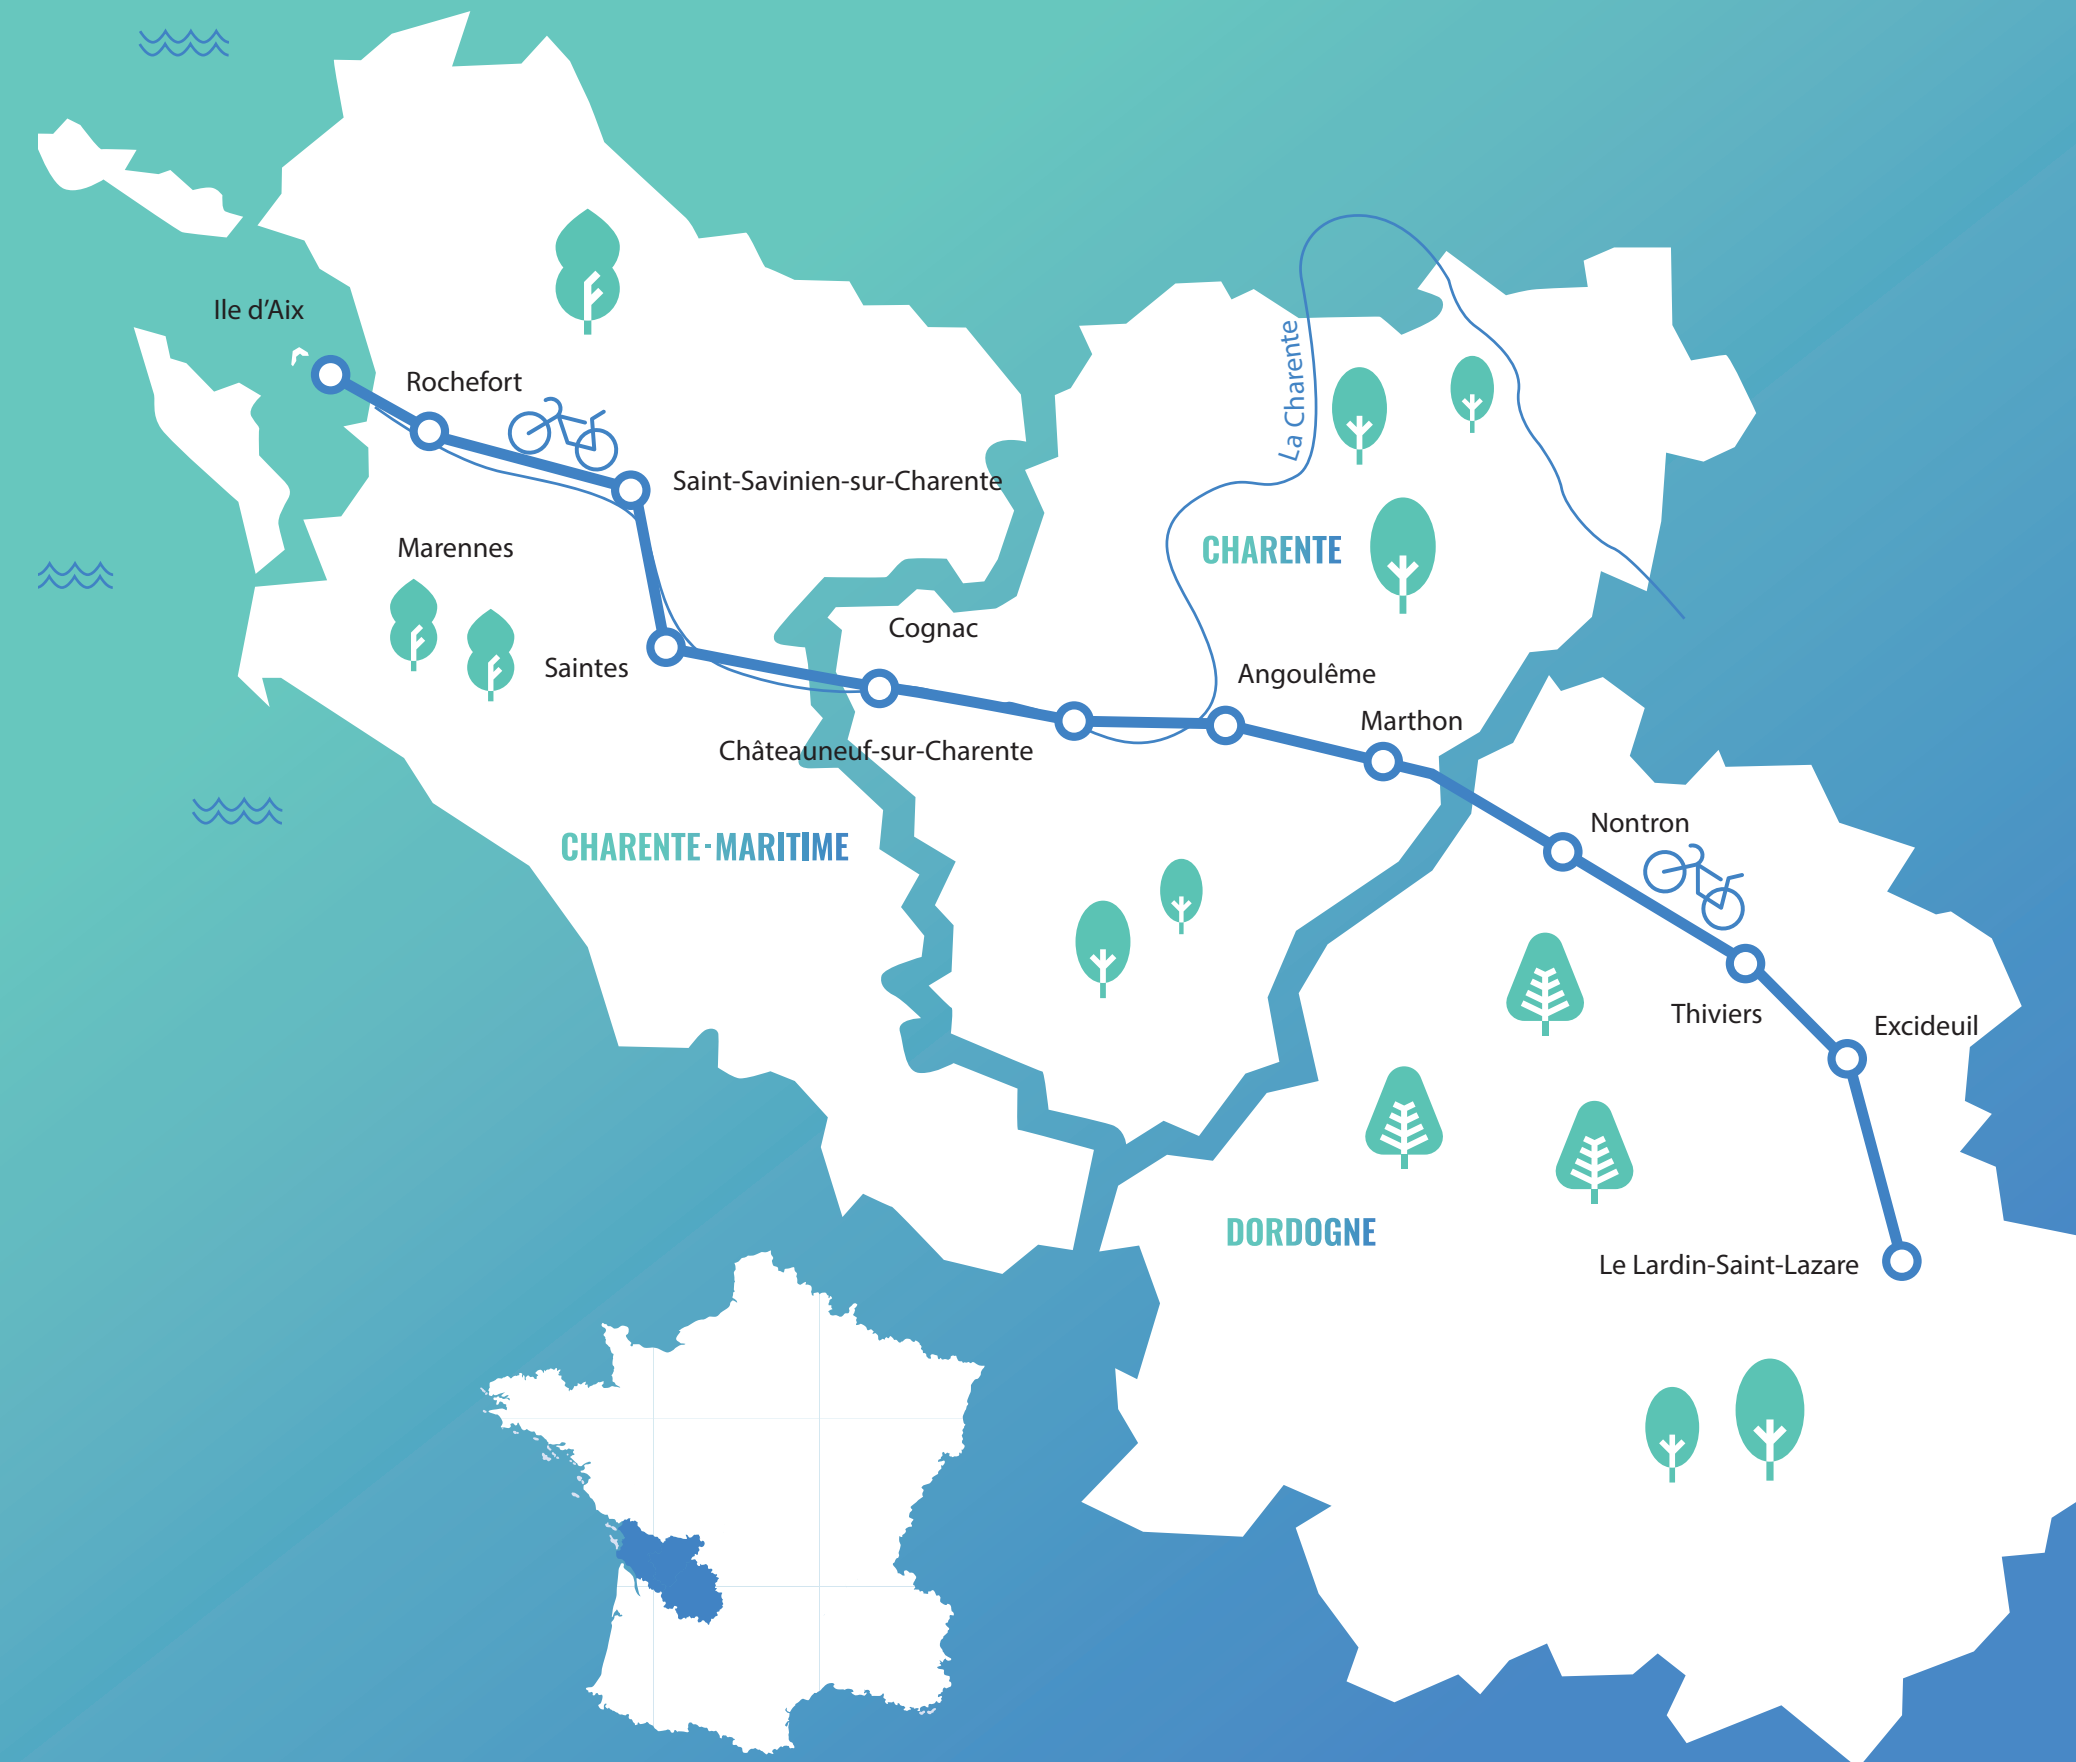 Ile d'Aix
Rochefort
La Charente
Saint-Savinien-sur-Charente
Marennes
CHARENTE
Cognac
Saintes
Angoulême
Marthon
Châteauneuf-sur-Charente
Nontron
CHARENTE-MARITIME
Thiviers
Excideuil
DORDOGNE
Le Lardin-Saint-Lazare